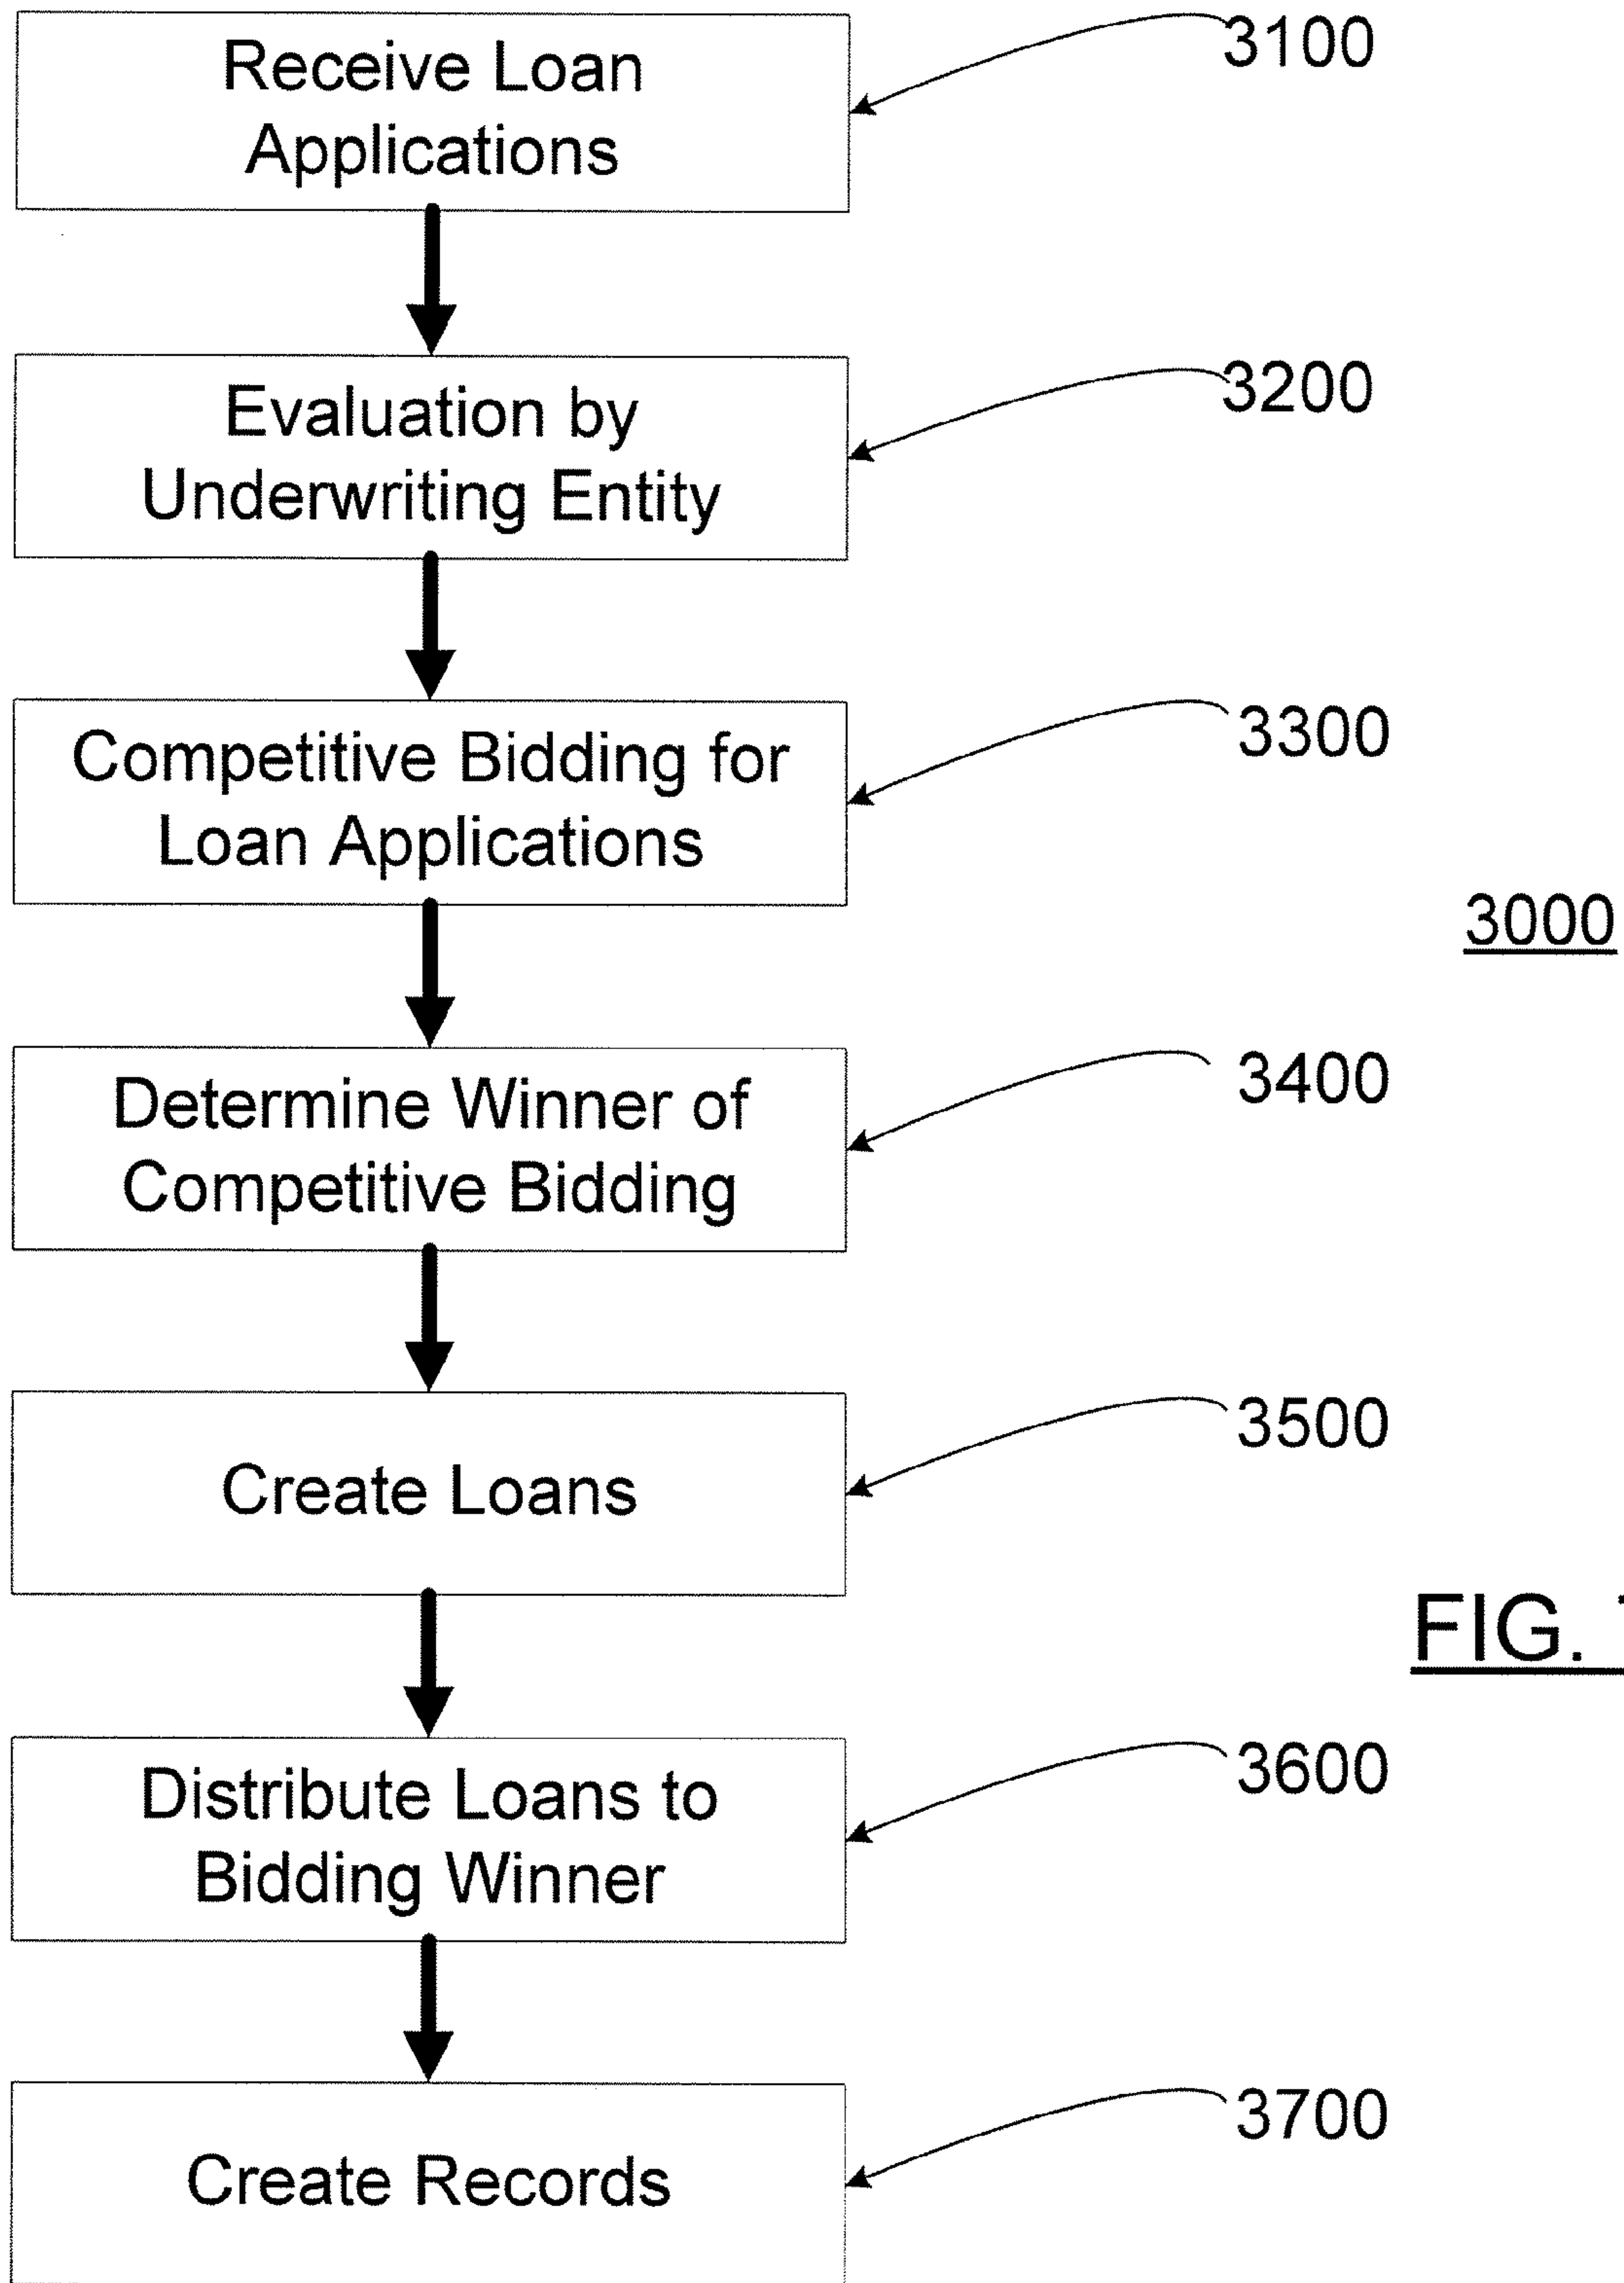 Receive Loan
Applications
3100
Evaluation by
Underwriting Entity
3200
Competitive Bidding for
Loan Applications
3300
3000
Determine Winner of
Competitive Bidding
3400
Create Loans
3500
FIG.
Distribute Loans to
Bidding Winner
3600
Create Records
3700